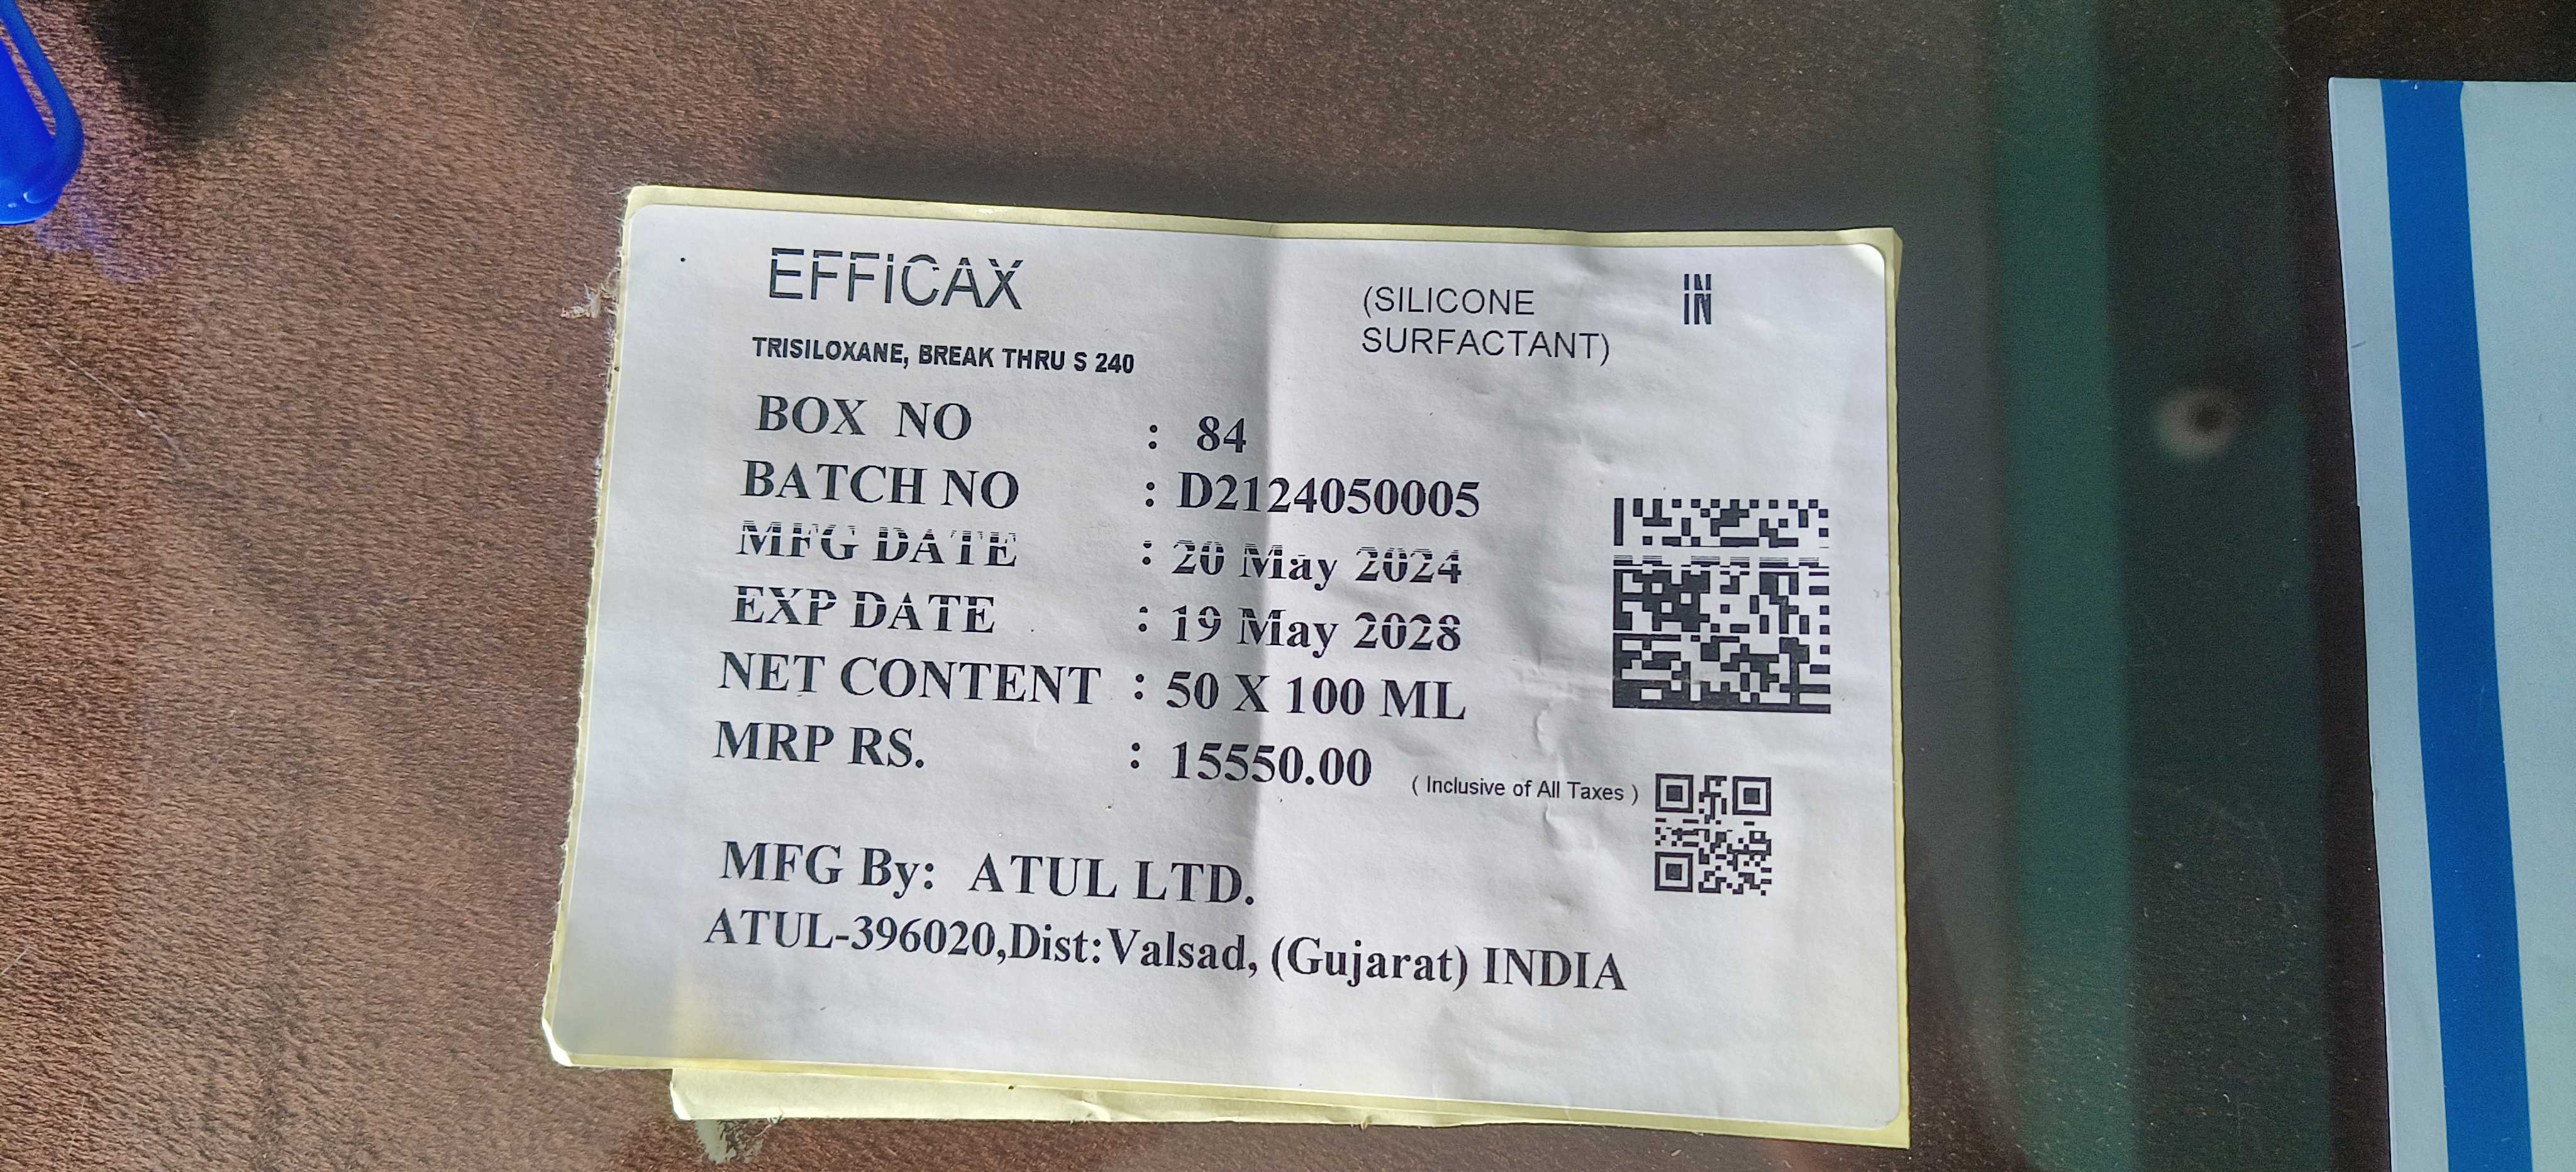 EFFiCAX
(SILICONE
SURFACTANT)
IN
TRISILOXANE, BREAK THRU S 240
BOX NO : 84
BATCH NO : D2124050005
MFG DATE : 20 May 2024
EXP DATE : 19 May 2028
NET CONTENT : 50 X 100 ML
MRP RS. : 15550.00 ( Inclusive of All Taxes )
MFG By: ATUL LTD.
ATUL-396020,Dist:Valsad, (Gujarat) INDIA